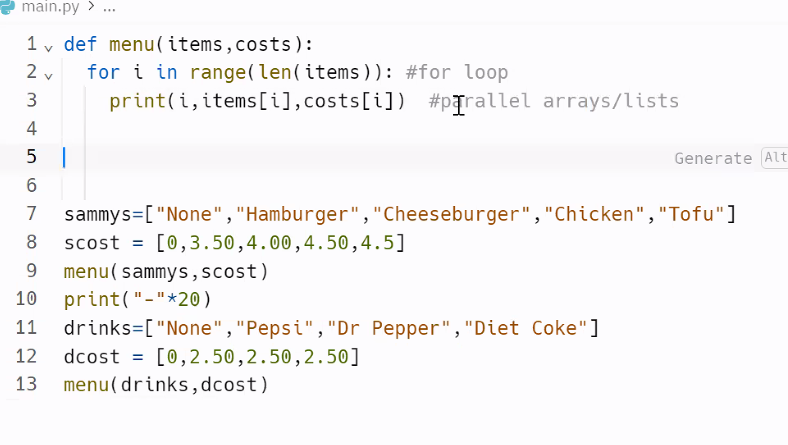 main.py > ...
1 def menu(items,costs):
2 for i in range(len(items)): #for loop
3 print(i,items[i],costs[i]) #parallel arrays/lists
4
5 Generate Alt
6
7 sammys=["None","Hamburger","Cheeseburger","Chicken","Tofu"]
8 scost = [0,3.50,4.00,4.50,4.5]
9 menu(sammys,scost)
10 print("-"*20)
11 drinks=["None","Pepsi","Dr Pepper","Diet Coke"]
12 dcost = [0,2.50,2.50,2.50]
13 menu(drinks,dcost)